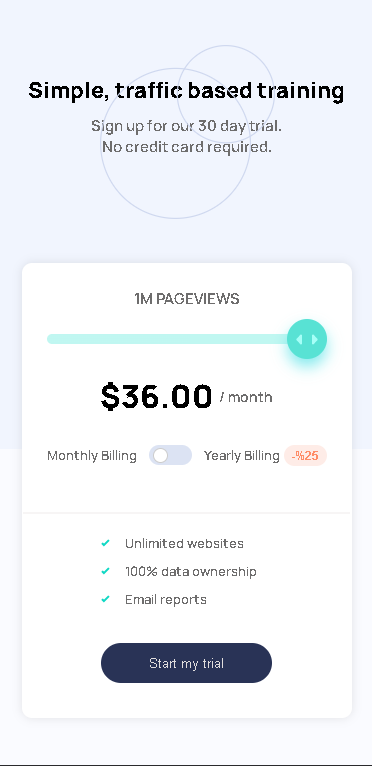 Simple, traffic based training
Sign up for our 30 day trial.
No credit card required.
1M PAGEVIEWS
$36.00 / month
Monthly Billing Yearly Billing -%25
Unlimited websites
100% data ownership
Email reports
Start my trial